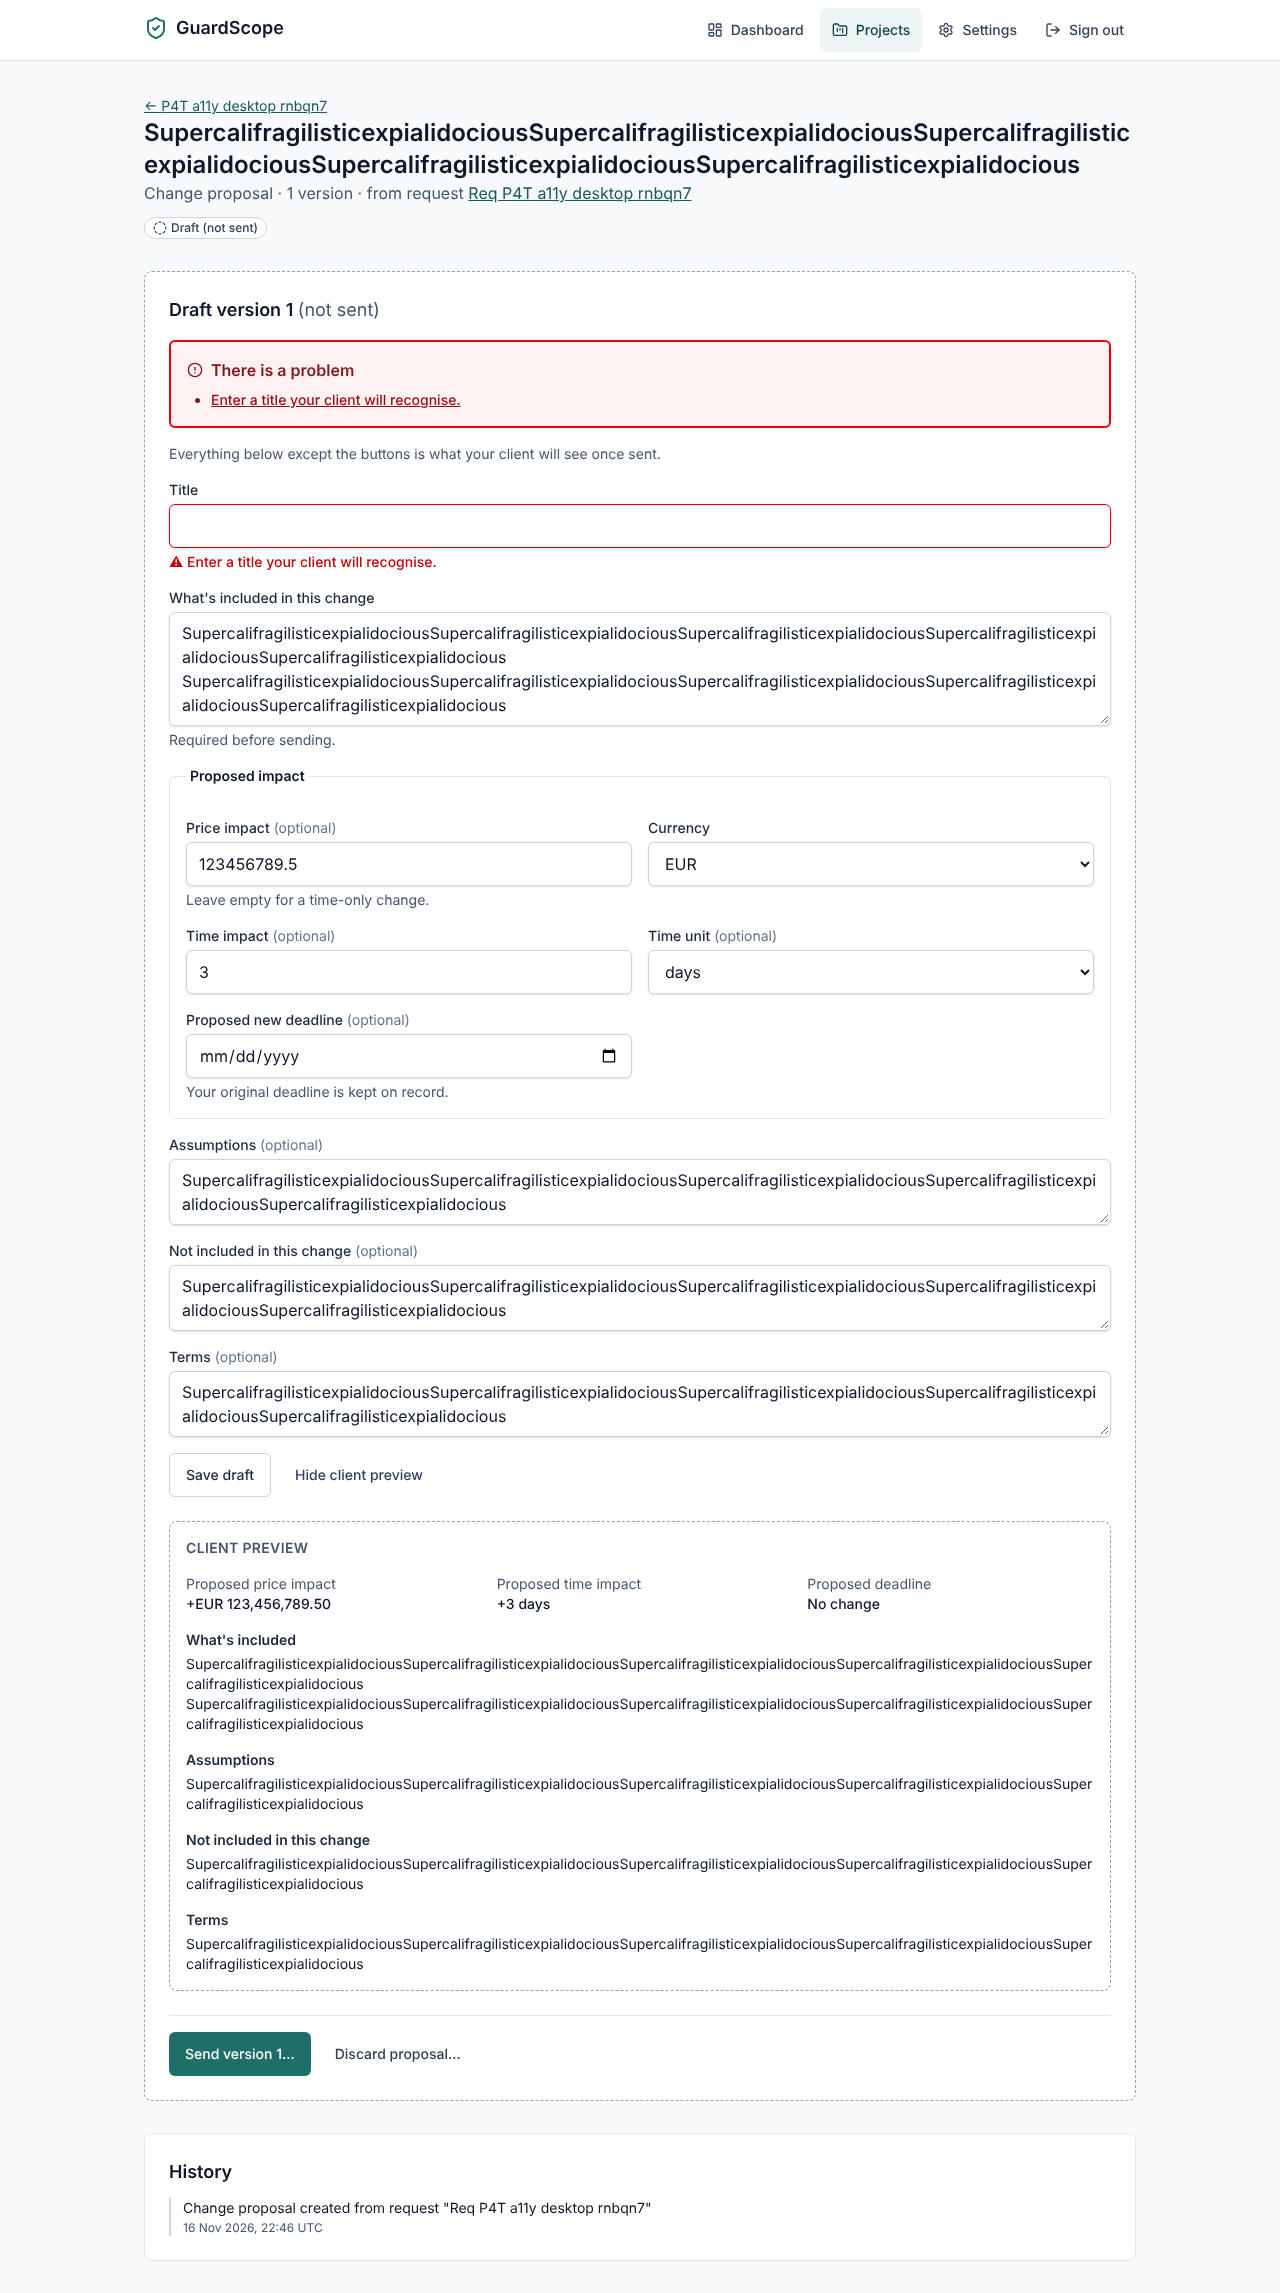 GuardScope
Dashboard
Projects
Settings
Sign out
← P4T a11y desktop rnbqn7
SupercalifragilisticexpialidociousSupercalifragilisticexpialidociousSupercalifragilistic
expialidociousSupercalifragilisticexpialidociousSupercalifragilisticexpialidocious
Change proposal · 1 version · from request Req P4T a11y desktop rnbqn7
Draft (not sent)
Draft version 1 (not sent)
There is a problem
• Enter a title your client will recognise.
Everything below except the buttons is what your client will see once sent.
Title
Enter a title your client will recognise.
What's included in this change
SupercalifragilisticexpialidociousSupercalifragilisticexpialidociousSupercalifragilisticexpialidociousSupercalifragilisticexpi
alidociousSupercalifragilisticexpialidocious
SupercalifragilisticexpialidociousSupercalifragilisticexpialidociousSupercalifragilisticexpialidociousSupercalifragilisticexpi
alidociousSupercalifragilisticexpialidocious
Required before sending.
Proposed impact
Price impact (optional)
Currency
123456789.5
EUR
Leave empty for a time-only change.
Time impact (optional)
Time unit (optional)
3
days
Proposed new deadline (optional)
mm/dd/yyyy
Your original deadline is kept on record.
Assumptions (optional)
SupercalifragilisticexpialidociousSupercalifragilisticexpialidociousSupercalifragilisticexpialidociousSupercalifragilisticexpi
alidociousSupercalifragilisticexpialidocious
Not included in this change (optional)
SupercalifragilisticexpialidociousSupercalifragilisticexpialidociousSupercalifragilisticexpialidociousSupercalifragilisticexpi
alidociousSupercalifragilisticexpialidocious
Terms (optional)
SupercalifragilisticexpialidociousSupercalifragilisticexpialidociousSupercalifragilisticexpialidociousSupercalifragilisticexpi
alidociousSupercalifragilisticexpialidocious
Save draft
Hide client preview
CLIENT PREVIEW
Proposed price impact
+EUR 123,456,789.50
Proposed time impact
+3 days
Proposed deadline
No change
What's included
SupercalifragilisticexpialidociousSupercalifragilisticexpialidociousSupercalifragilisticexpialidociousSupercalifragilisticexpialidociousSuper
califragilisticexpialidocious
SupercalifragilisticexpialidociousSupercalifragilisticexpialidociousSupercalifragilisticexpialidociousSupercalifragilisticexpialidociousSuper
califragilisticexpialidocious
Assumptions
SupercalifragilisticexpialidociousSupercalifragilisticexpialidociousSupercalifragilisticexpialidociousSupercalifragilisticexpialidociousSuper
califragilisticexpialidocious
Not included in this change
SupercalifragilisticexpialidociousSupercalifragilisticexpialidociousSupercalifragilisticexpialidociousSupercalifragilisticexpialidociousSuper
califragilisticexpialidocious
Terms
SupercalifragilisticexpialidociousSupercalifragilisticexpialidociousSupercalifragilisticexpialidociousSupercalifragilisticexpialidociousSuper
califragilisticexpialidocious
Send version 1...
Discard proposal...
History
Change proposal created from request "Req P4T a11y desktop rnbqn7"
16 Nov 2026, 22:46 UTC